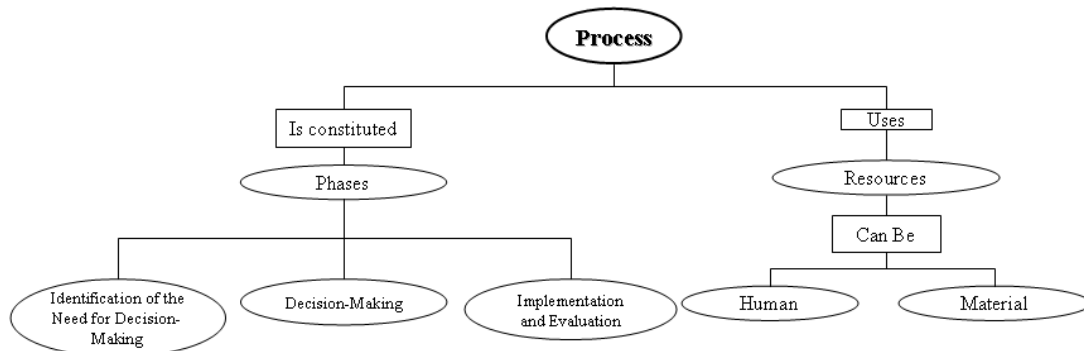 Process
Is constituted
Uses
Phases
Resources
Can Be
Identification of the
Need for Decision-
Making
Decision-Making
Implementation
and Evaluation
Human
Material